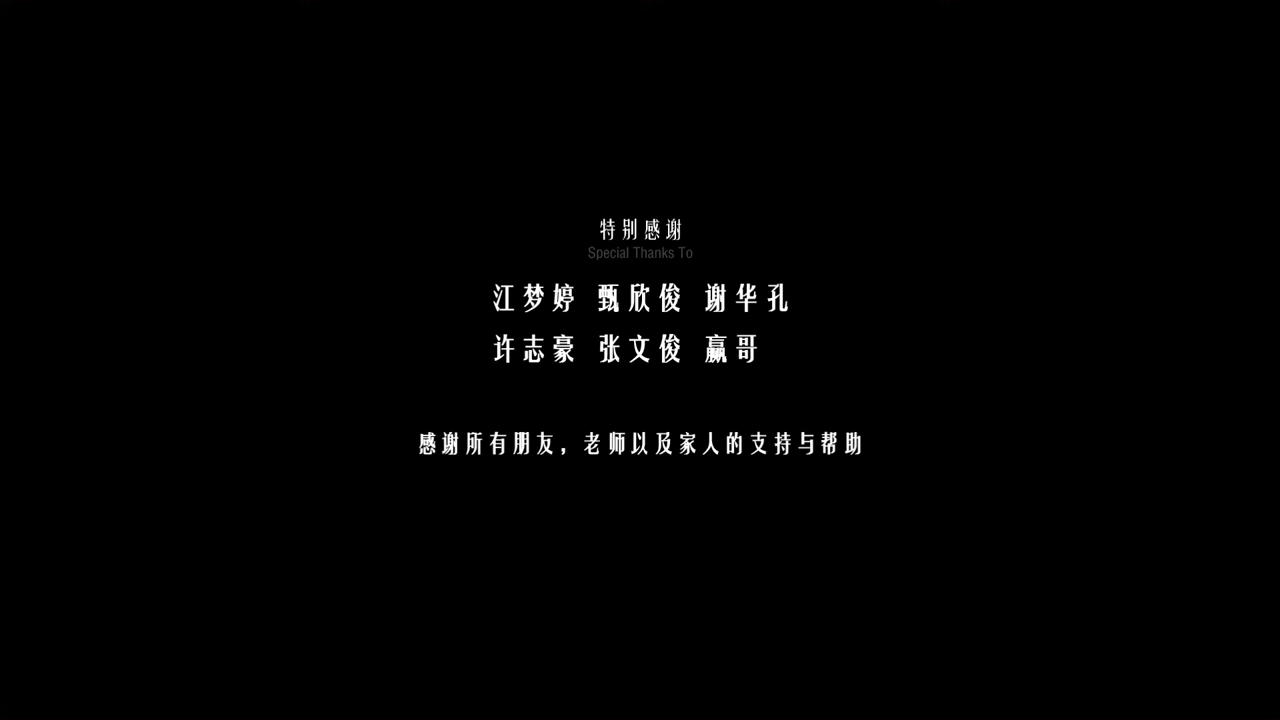 特别感谢
Special Thanks To
江梦婷 甄欣俊 谢华孔
许志豪 张文俊 赢哥
感谢所有朋友，老师以及家人的支持与帮助